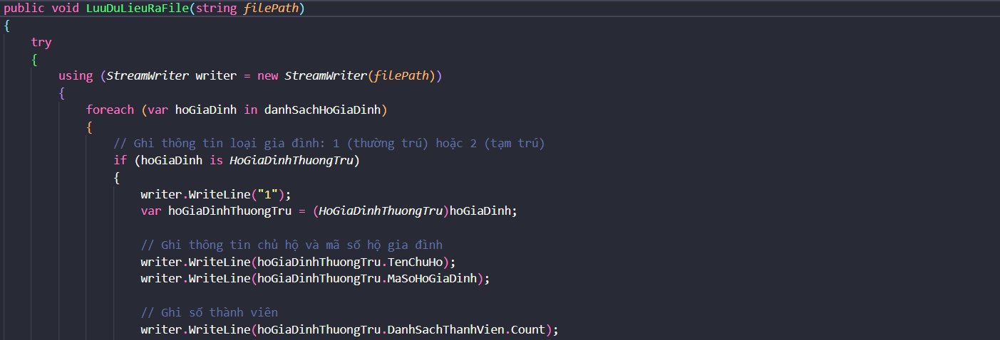 public void LuuDuLieuRaFile(string filePath)
{
try
{
using (StreamWriter writer = new StreamWriter(filePath))
{
foreach (var hoGiaDinh in danhSachHoGiaDinh)
{
// Ghi thông tin loại gia đình: 1 (thường trú) hoặc 2 (tạm trú)
if (hoGiaDinh is HoGiaDinhThuongTru)
{
writer.WriteLine("1");
var hoGiaDinhThuongTru = (HoGiaDinhThuongTru)hoGiaDinh;
// Ghi thông tin chủ hộ và mã số hộ gia đình
writer.WriteLine(hoGiaDinhThuongTru.TenChuHo);
writer.WriteLine(hoGiaDinhThuongTru.MaSoHoGiaDinh);
// Ghi số thành viên
writer.WriteLine(hoGiaDinhThuongTru.DanhSachThanhVien.Count);